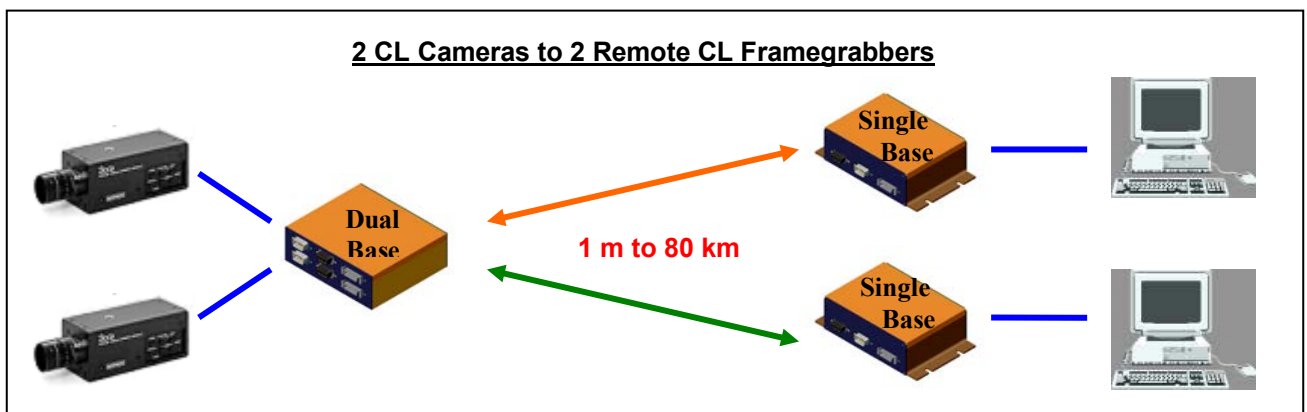 2 CL Cameras to 2 Remote CL Framegrabbers
Single
Base
Dual
Base
1 m to 80 km
Single
Base